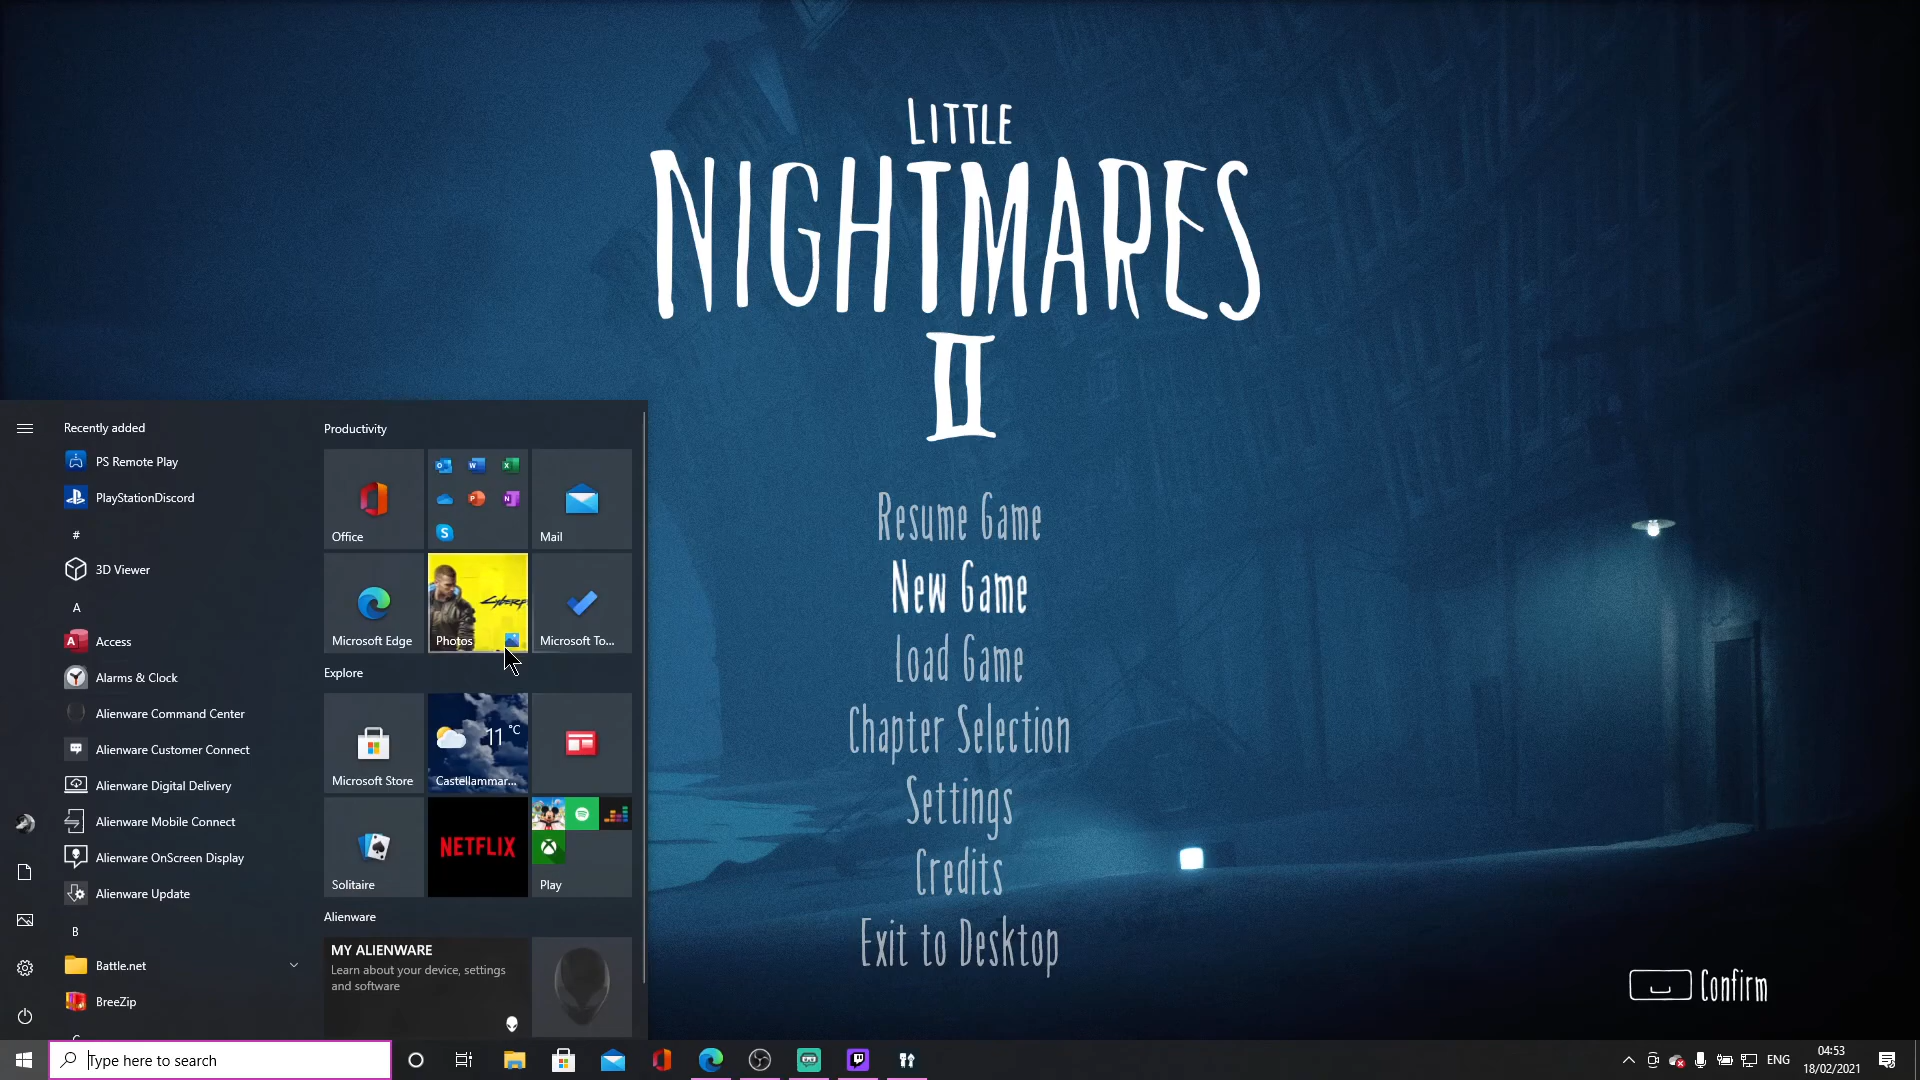 LITTLE
NIGHTMARES
II
Resume Game
New Game
Load Game
Chapter Selection
Settings
Credits
Exit to Desktop
Confirm
Recently added
PS Remote Play
PlayStationDiscord
#
3D Viewer
A
Access
Alarms & Clock
Alienware Command Center
Alienware Customer Connect
Alienware Digital Delivery
Alienware Mobile Connect
Alienware OnScreen Display
Alienware Update
B
Battle.net
BreeZip
Productivity
Office
Mail
Microsoft Edge
Photos
Microsoft To...
Explore
Microsoft Store
11 °C
Castellammar...
Solitaire
NETFLIX
Play
Alienware
MY ALIENWARE
Learn about your device, settings
and software
Type here to search
ENG
04:53
18/02/2021